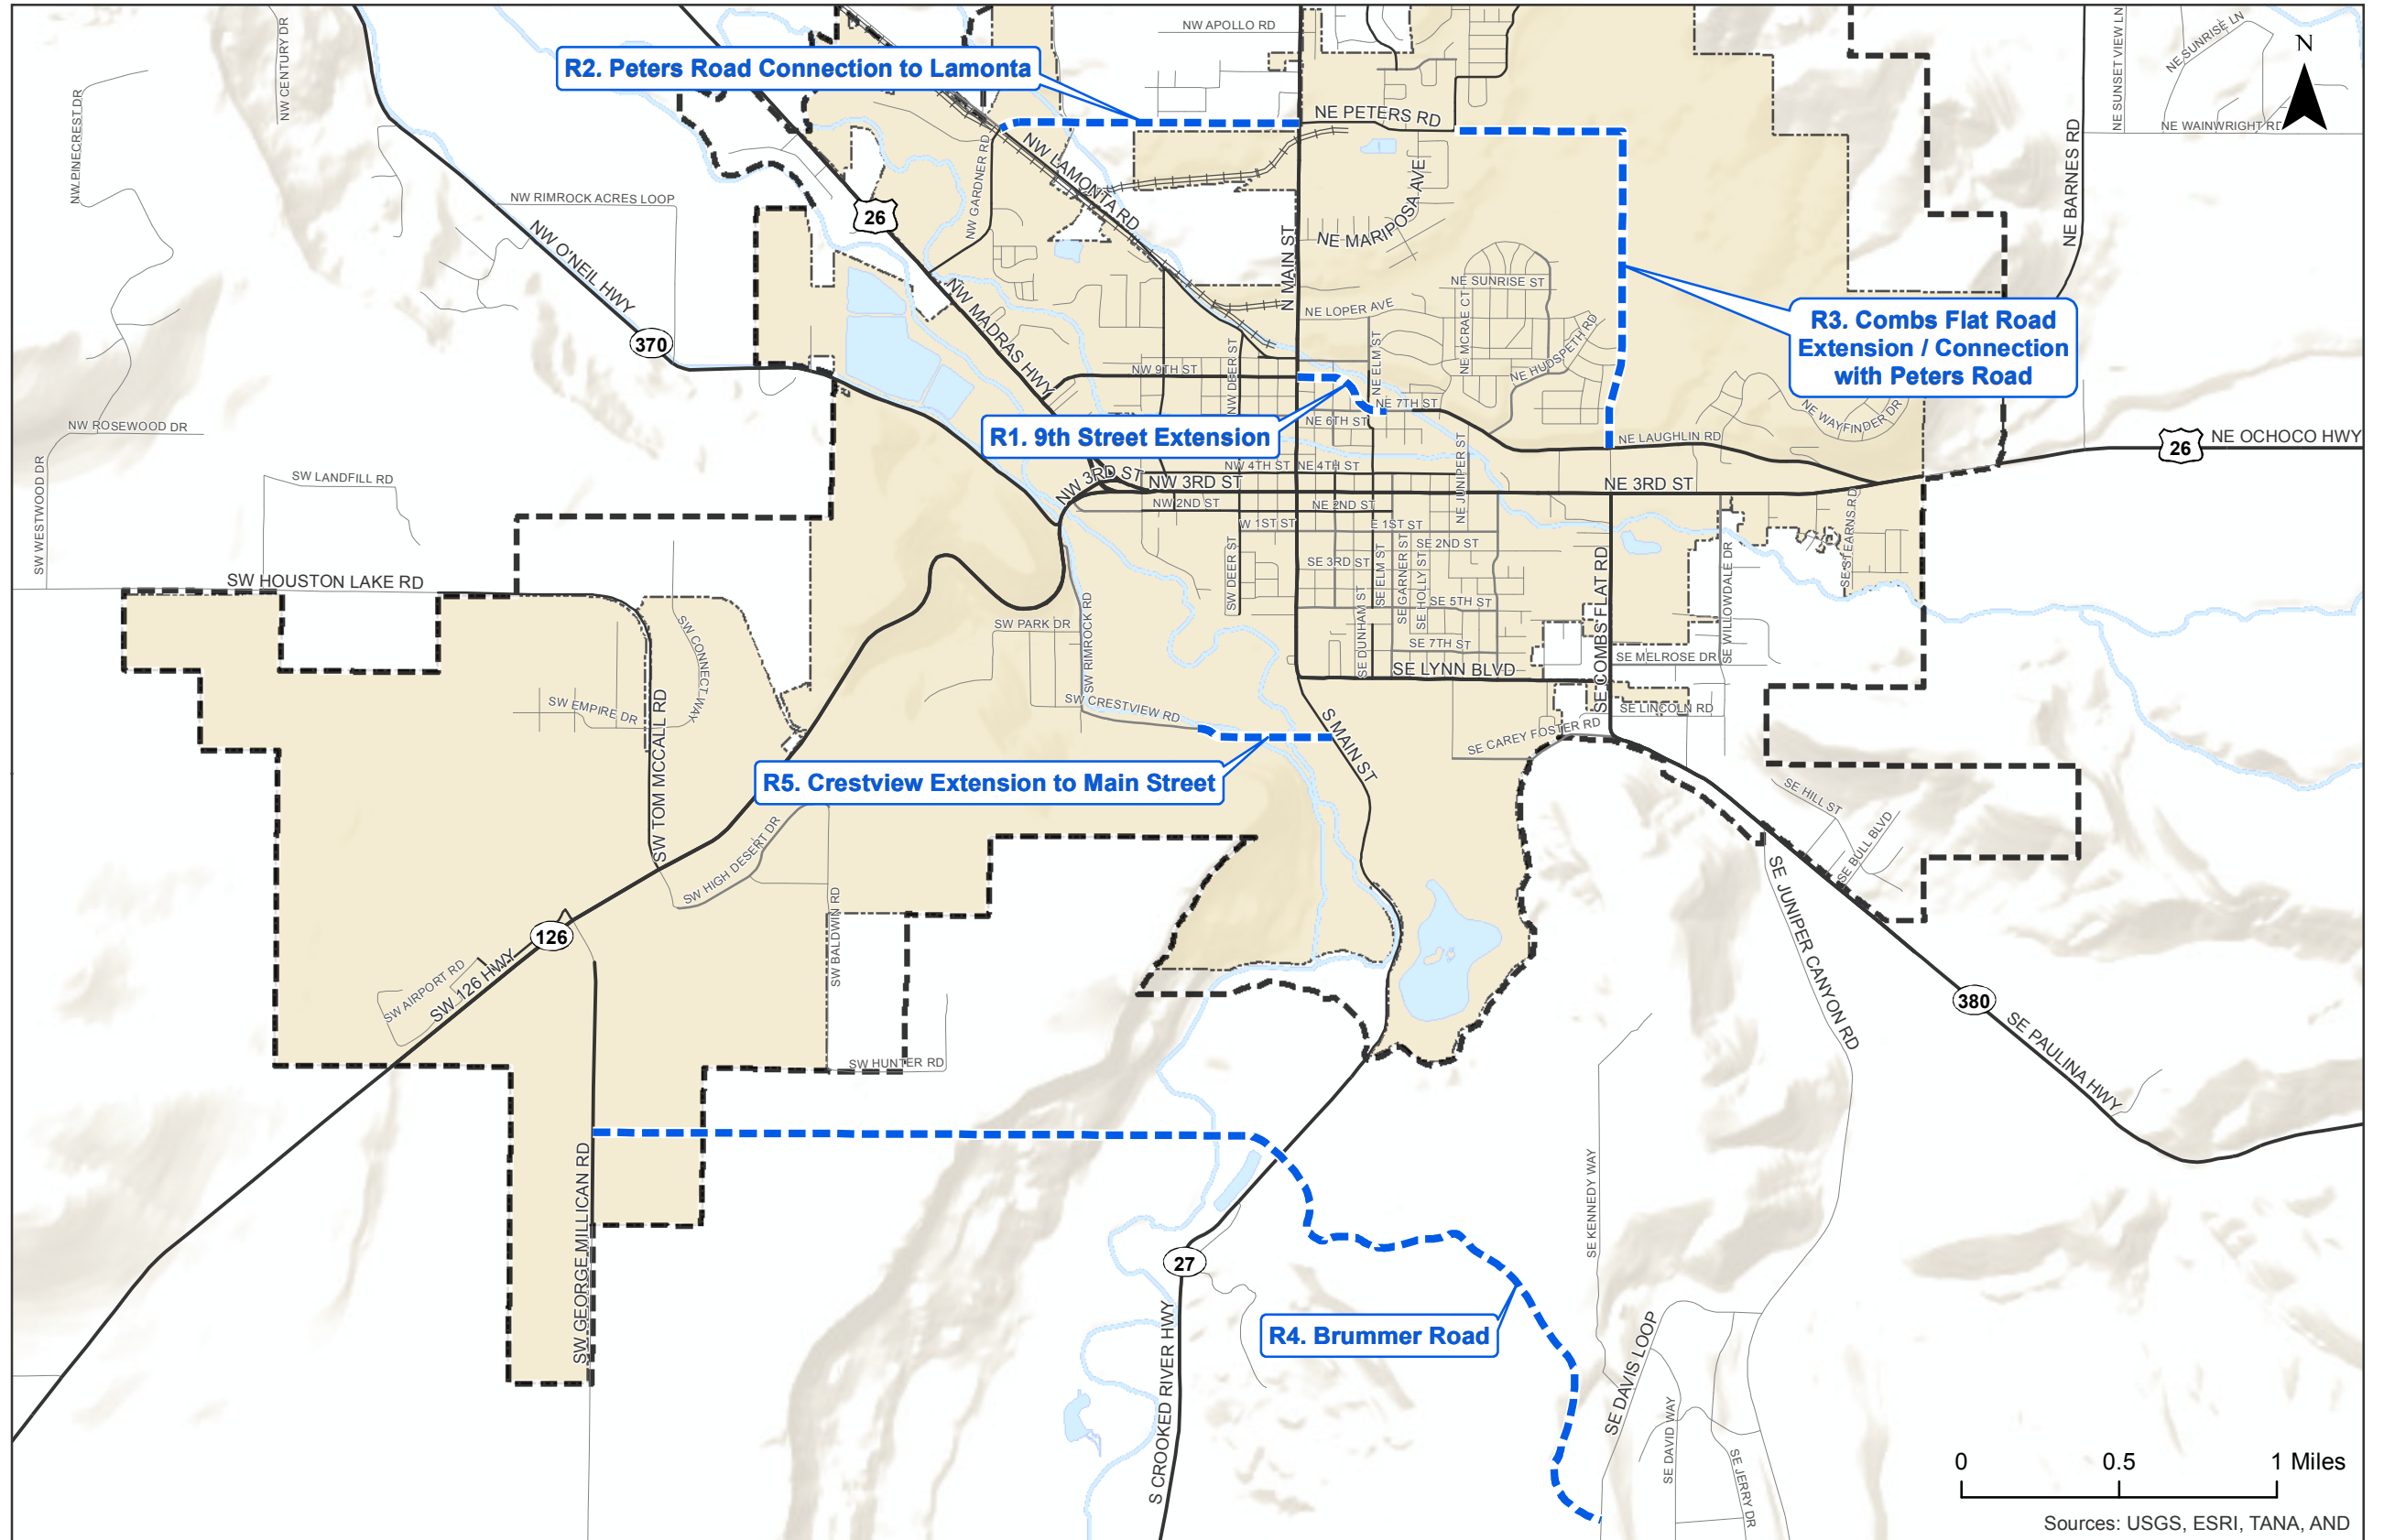 NW APOLLO RD
NW CENTURY DR
NW PINECREST DR
NE SUNSET VIEW LN
NE SUNRISE LN
N
R2. Peters Road Connection to Lamonta
NE PETERS RD
NE WAINWRIGHT RD
NW LAMONTA RD
NW GARDNER RD
NE BARNES RD
NW RIMROCK ACRES LOOP
26
NE MARIPOSA AVE
N MAIN ST
NW O'NEIL HWY
NW MADRAS HWY
NE SUNRISE ST
NE LOPER AVE
NE MCRAE CT
NE HUDSPETH RD
R3. Combs Flat Road
Extension / Connection
with Peters Road
370
NW 9TH ST
NW DEER ST
NE ELM ST
NE 7TH ST
NE 6TH ST
NE WAYFINDER DR
R1. 9th Street Extension
NE LAUGHLIN RD
NE JUNIPER ST
26
NE OCHOCO HWY
NW ROSEWOOD DR
SW WESTWOOD DR
SW LANDFILL RD
NW 4TH ST
NE 4TH ST
NW 3RD ST
NW 3RD ST
NE 3RD ST
NW 2ND ST
NE 2ND ST
W 1ST ST
E 1ST ST
SE 2ND ST
SE 3RD ST
SW DEER ST
SE ELM ST
SE GARNER ST
SE HOLLY ST
SE DUNHAM ST
SE 5TH ST
SE 7TH ST
SE COMBS FLAT RD
SE WILLOWDALE DR
SE STEARNS RD
SW HOUSTON LAKE RD
SW PARK DR
SW RIMROCK RD
SE MELROSE DR
SE LYNN BLVD
SW CONNECT WAY
SW EMPIRE DR
SW TOM MCCALL RD
SW CRESTVIEW RD
SE LINCOLN RD
SE CAREY FOSTER RD
S MAIN ST
R5. Crestview Extension to Main Street
SE HILL ST
SE BULL BLVD
SW HIGH DESERT DR
SW BALDWIN RD
126
SW AIRPORT RD
SW 126 HWY
SE JUNIPER CANYON RD
380
SE PAULINA HWY
SW HUNTER RD
SW GEORGE MILLICAN RD
SE KENNEDY WAY
27
R4. Brummer Road
S CROOKED RIVER HWY
SE DAVIS LOOP
SE DAVID WAY
SE JERRY DR
0 0.5 1 Miles
Sources: USGS, ESRI, TANA, AND